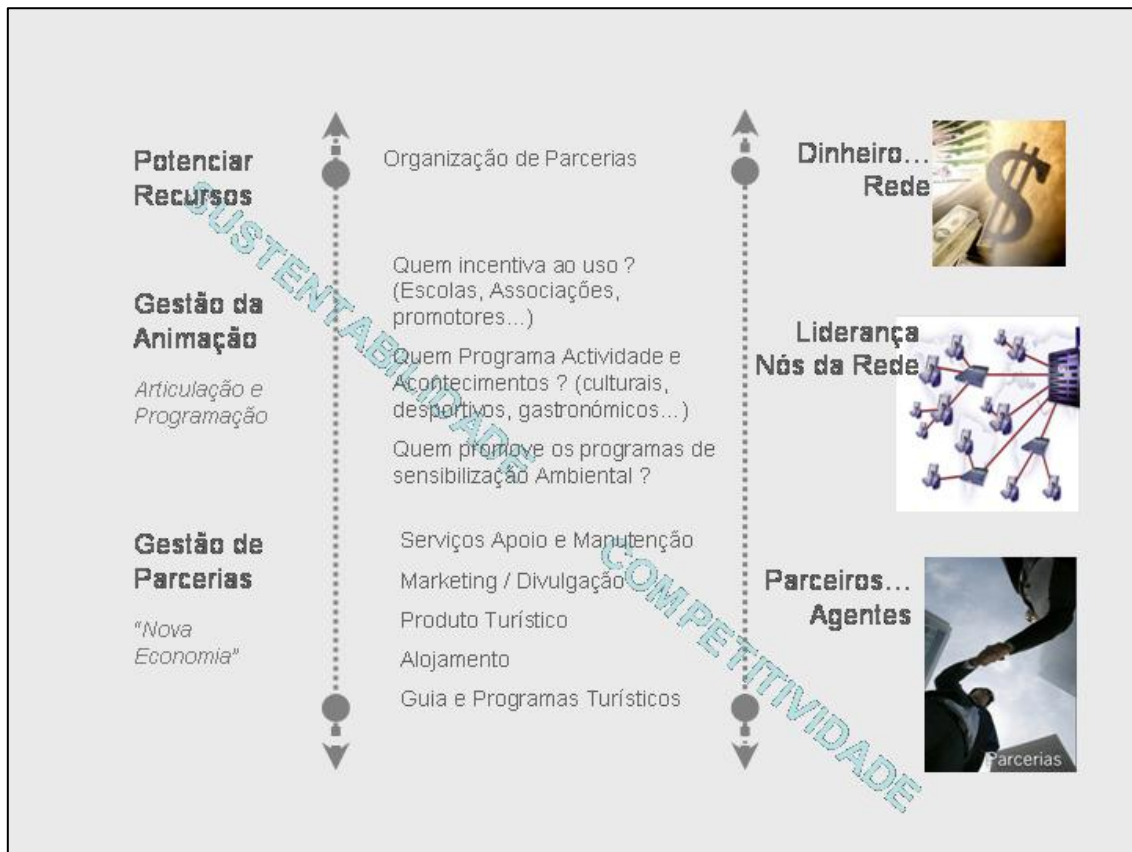 Potenciar
Recursos
Organização de Parcerias
Dinheiro...
Rede
SUSTENTABILIDADE
Gestão da
Animação
Articulação e
Programação
Quem incentiva ao uso ?
(Escolas, Associações,
promotores...)
Quem Programa Actividade e
Acontecimentos ? (culturais,
desportivos, gastronómicos...)
Quem promove os programas de
sensibilização Ambiental ?
Liderança
Nós da Rede
Gestão de
Parcerias
"Nova
Economia"
Serviços Apoio e Manutenção
Marketing / Divulgação
Produto Turístico
Alojamento
Guia e Programas Turísticos
COMPETITIVIDADE
Parceiros...
Agentes
Parcerias